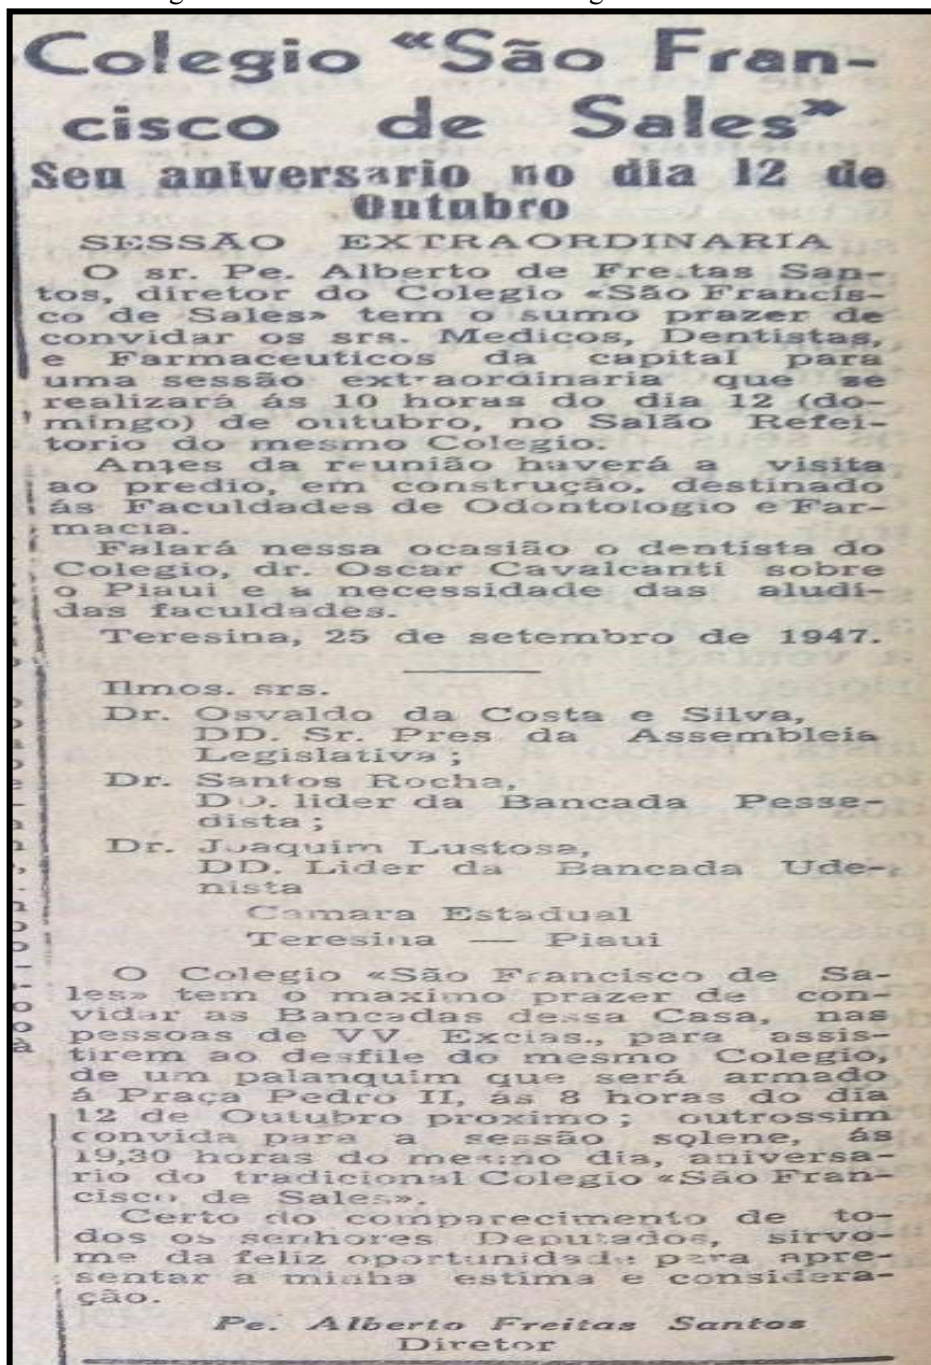 Colegio “São Fran-
cisco de Sales”
Seu aniversario no dia 12 de
Outubro
SESSÃO EXTRAORDINARIA
O sr. Pe. Alberto de Freitas San-
tos, diretor do Colegio «São Francis-
co de Sales» tem o sumo prazer de
convidar os srs. Medicos, Dentistas,
e Farmaceuticos da capital para
uma sessão extraordinaria que se
realizará ás 10 horas do dia 12 (do-
mingo) de outubro, no Salão Refei-
torio do mesmo Colegio.
Antes da reunião haverá a visita
ao predio, em construção, destinado
ás Faculdades de Odontologio e Far-
macia.
Falará nessa ocasião o dentista do
Colegio, dr. Oscar Cavalcanti sobre
o Piaui e a necessidade das aludi-
das faculdades.
Teresina, 25 de setembro de 1947.
Ilmos. srs.
Dr. Osvaldo da Costa e Silva,
DD. Sr. Pres da Assembleia
Legislativa;
Dr. Santos Rocha,
DD. lider da Bancada Pesse-
dista;
Dr. Joaquim Lustosa,
DD. Lider da Bancada Ude-
nista
Camara Estadual
Teresina — Piaui
O Colegio «São Francisco de Sa-
les» tem o maximo prazer de con-
vidar as Bancadas dessa Casa, nas
pessoas de VV. Excias., para assis-
tirem ao desfile do mesmo Colegio,
de um palanquim que será armado
á Praça Pedro II, ás 8 horas do dia
12 de Outubro proximo; outrossim
convida para a sessão solene, ás
19,30 horas do mesmo dia, aniversa-
rio do tradicional Colegio «São Fran-
cisco de Sales».
Certo do comparecimento de to-
dos os senhores Deputados, sirvo-
me da feliz oportunidade para apre-
sentar a minha estima e considera-
ção.
Pe. Alberto Freitas Santos
Diretor